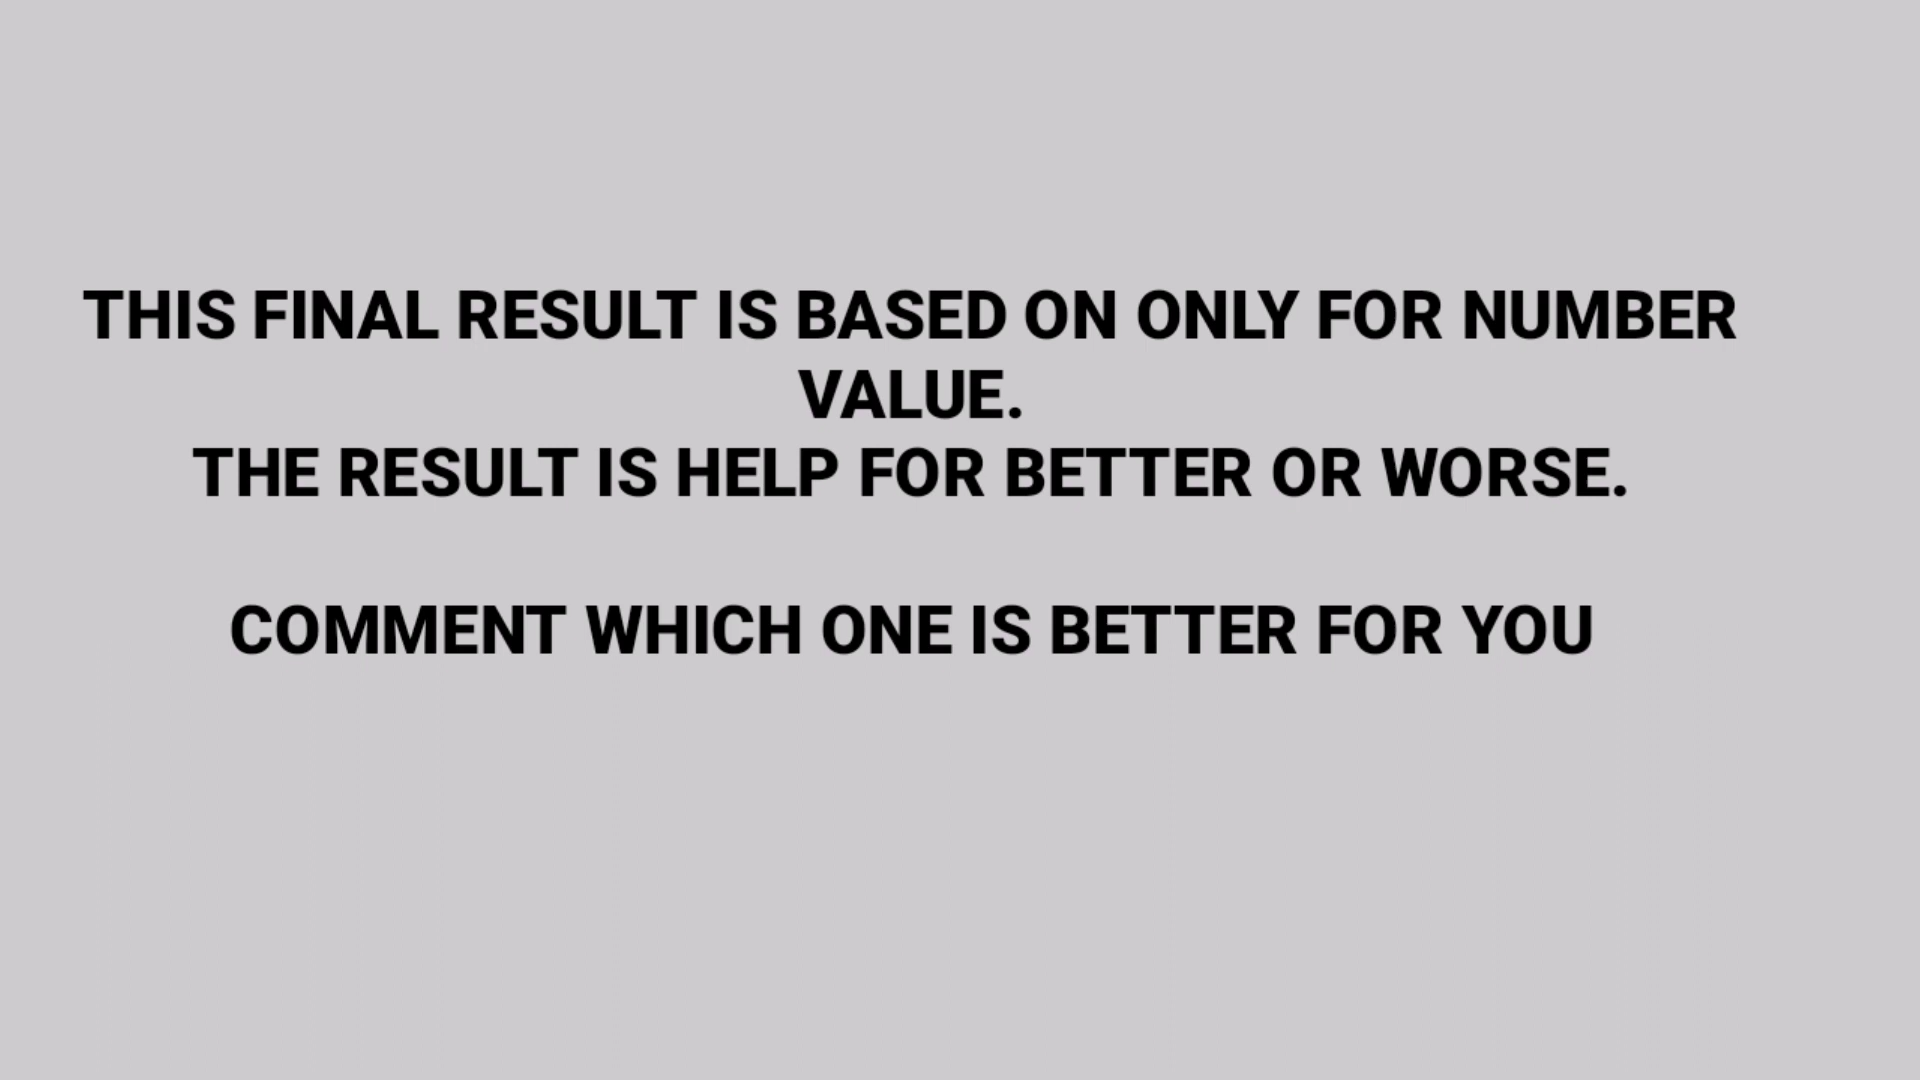 THIS FINAL RESULT IS BASED ON ONLY FOR NUMBER
VALUE.
THE RESULT IS HELP FOR BETTER OR WORSE.
COMMENT WHICH ONE IS BETTER FOR YOU